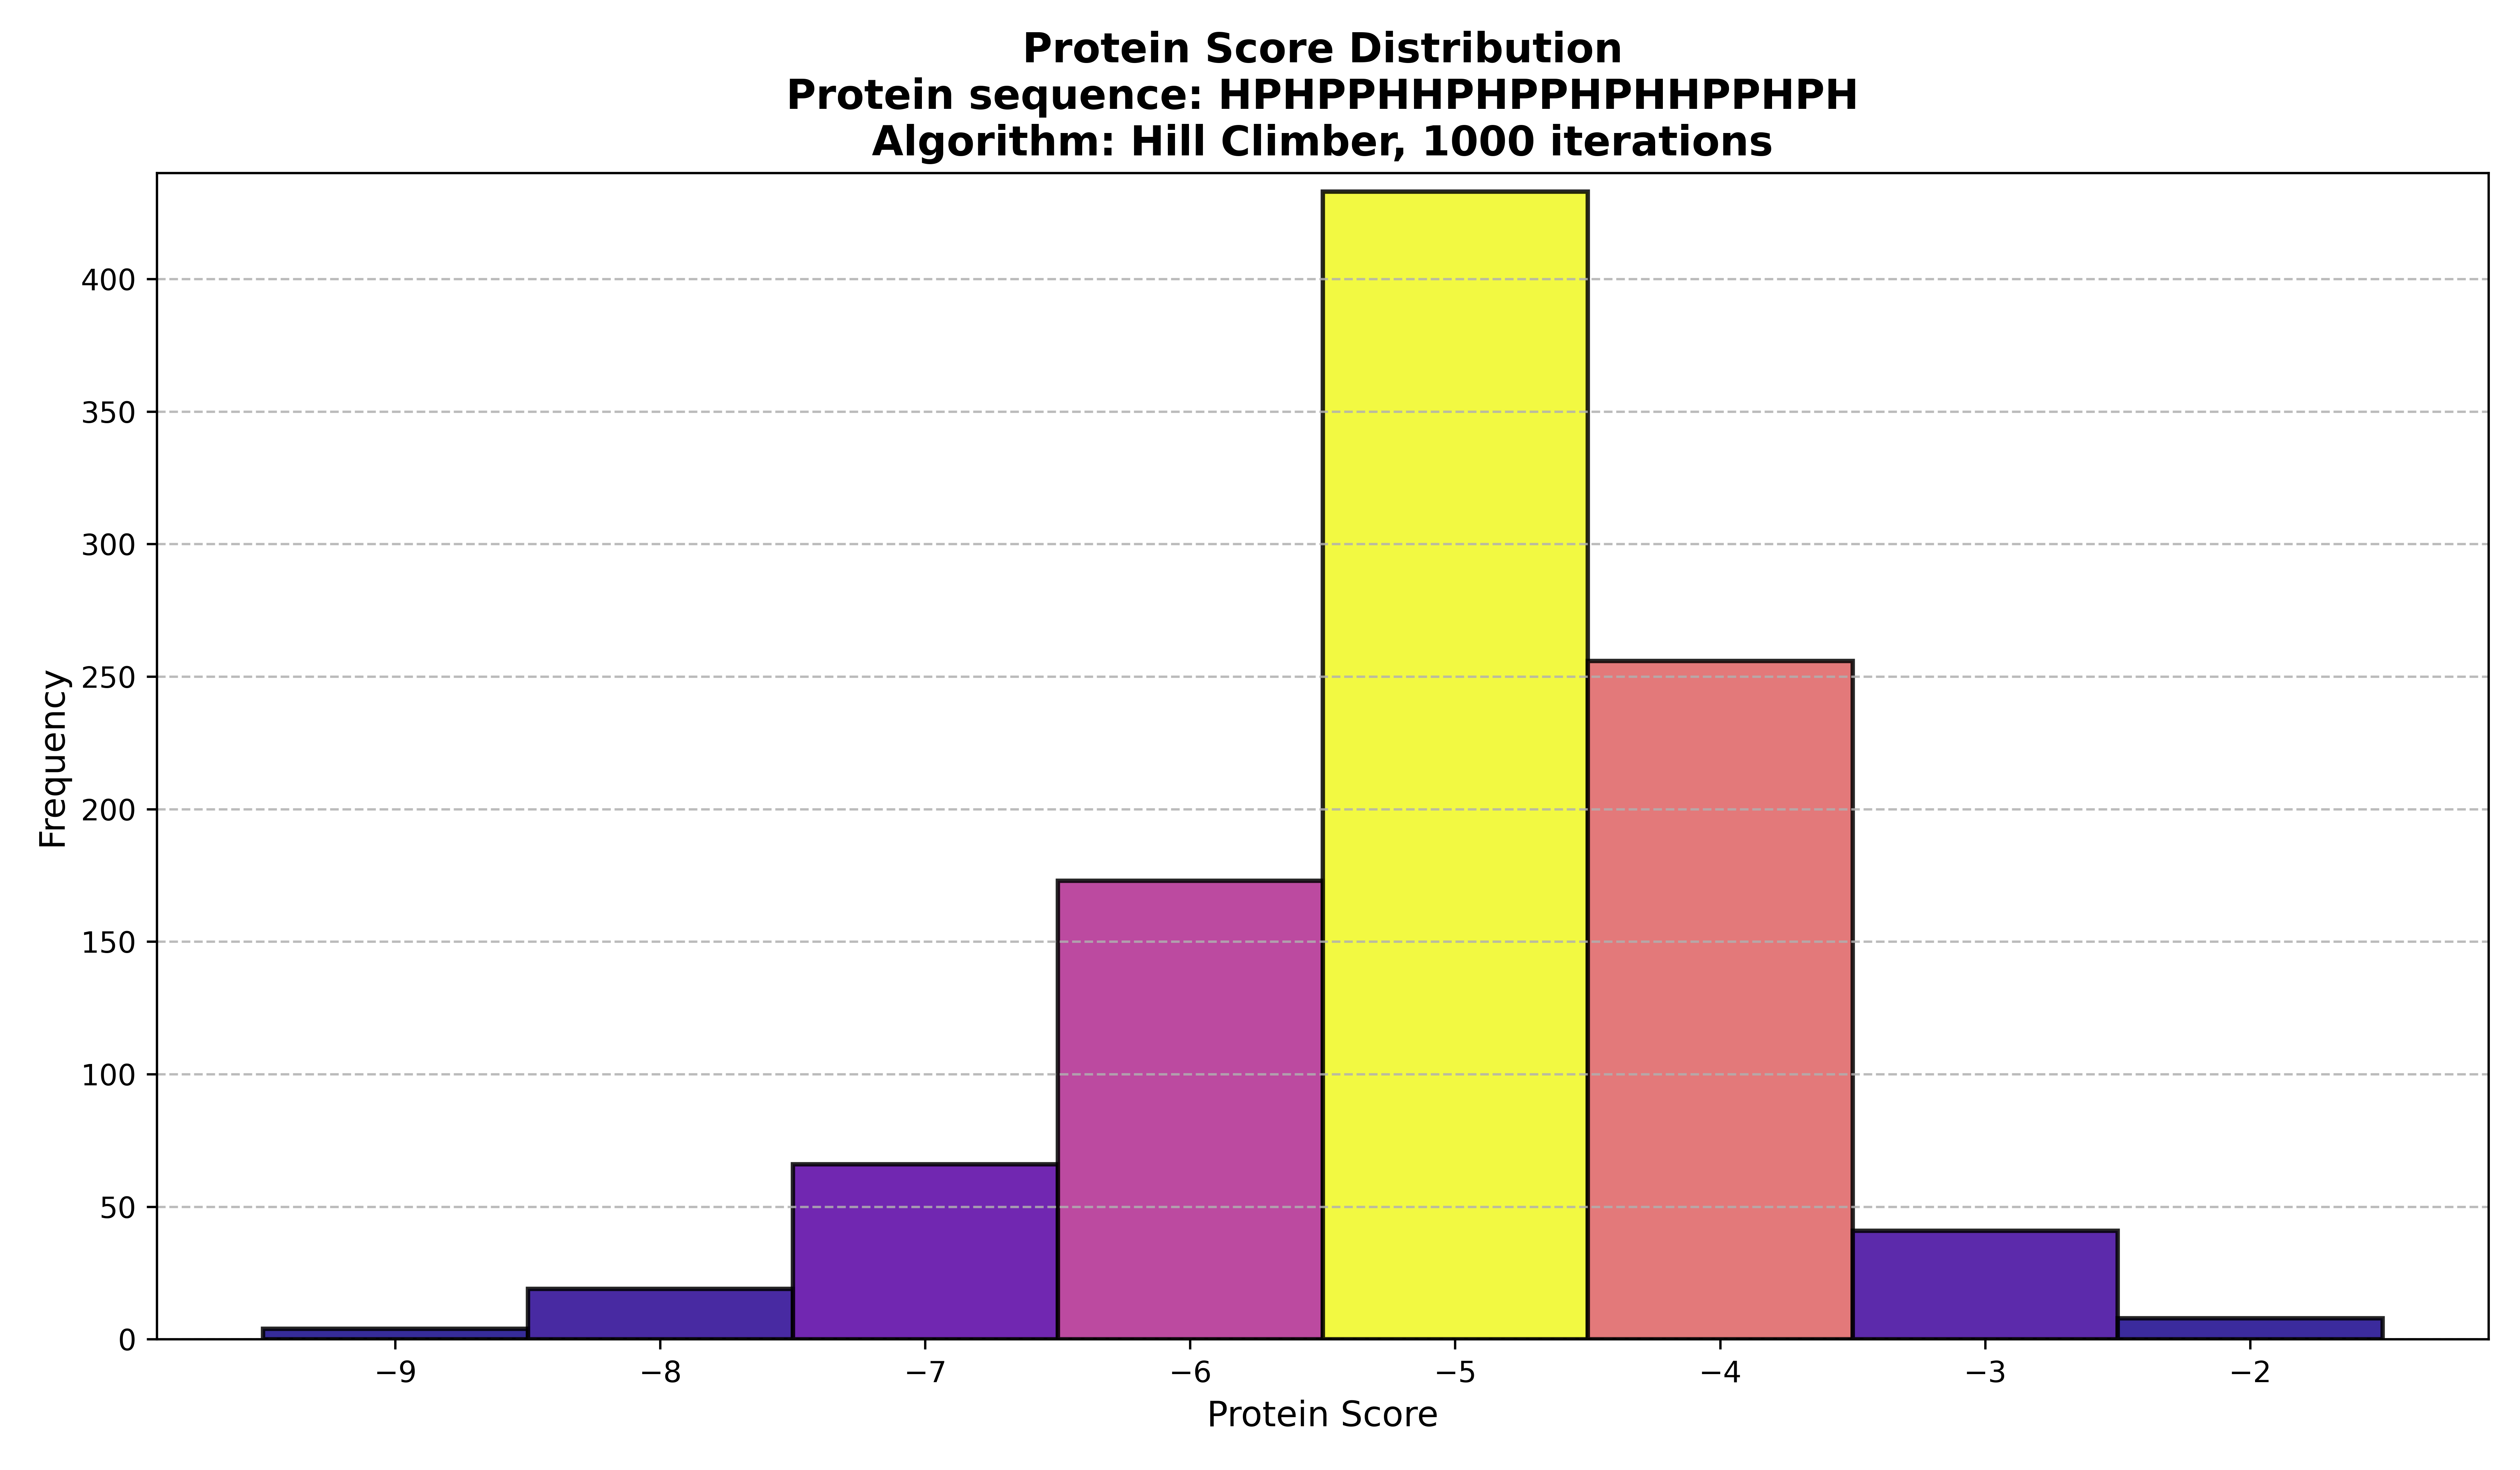 Protein Score Distribution
Protein sequence: HPHPPHHPHPPHPHHPPHPH
Algorithm: Hill Climber, 1000 iterations
Frequency
400
350
300
250
200
150
100
50
0
−9 −8 −7 −6 −5 −4 −3 −2
Protein Score